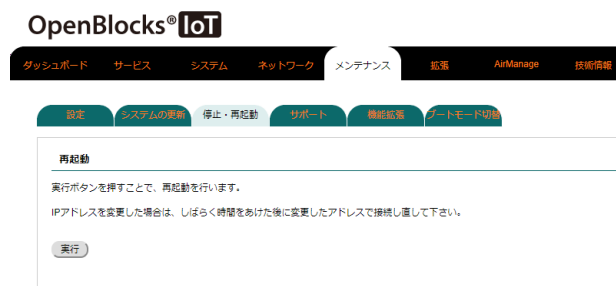 OpenBlocks® IoT
ダッシュボード サービス システム ネットワーク メンテナンス 拡張 AirManage 技術情報
設定 システムの更新 停止・再起動 サポート 機能拡張 ブートモード切替
再起動
実行ボタンを押すことで、再起動を行います。
IPアドレスを変更した場合は、しばらく時間をあけた後に変更したアドレスで接続し直して下さい。
実行